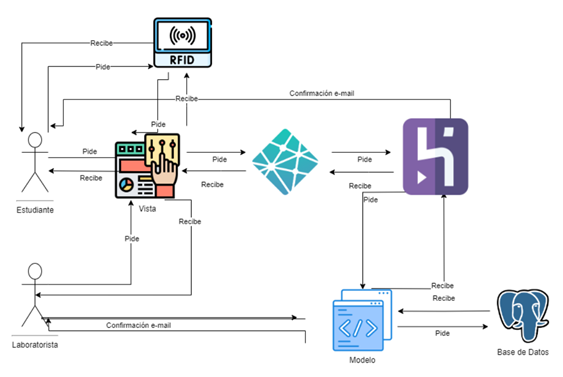 Recibe
RFID
Pide
Recibe
Confirmación e-mail
Pide
Pide
Pide
Pide
Recibe
Recibe
Recibe
Estudiante
Vista
Pide
Recibe
Pide
Recibe
Recibe
Confirmación e-mail
Pide
Laboratorista
Modelo
Base de Datos